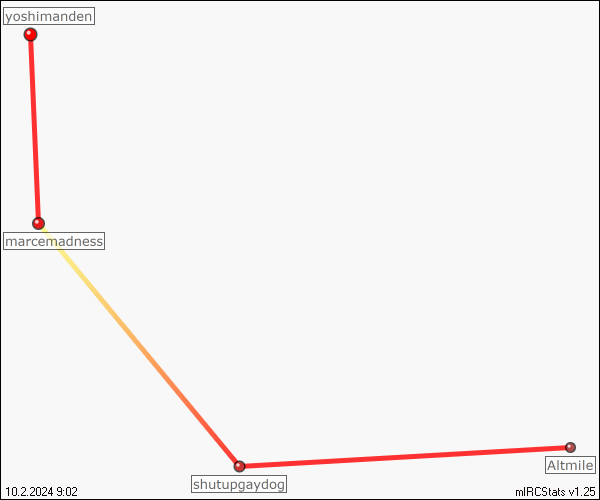 yoshimanden
marcemadness
Altmile
shutupgaydog
10.2.2024 9:02
mIRCStats v1.25